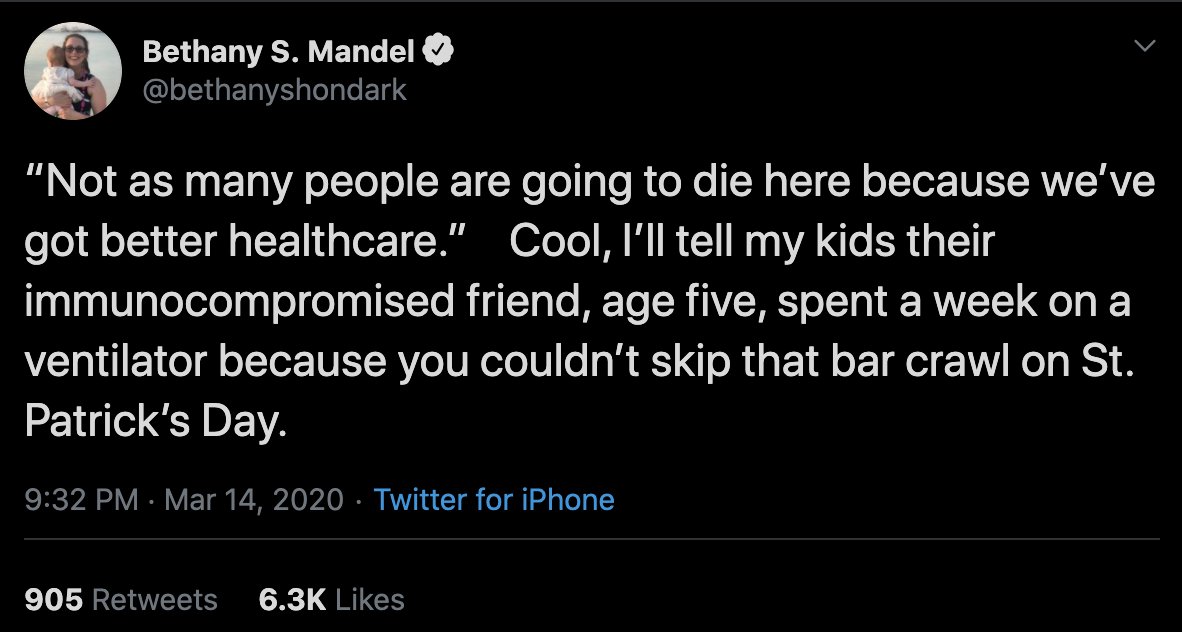 Bethany S. Mandel
@bethanyshondark
“Not as many people are going to die here because we’ve
got better healthcare.”    Cool, I’ll tell my kids their
immunocompromised friend, age five, spent a week on a
ventilator because you couldn’t skip that bar crawl on St.
Patrick’s Day.
9:32 PM · Mar 14, 2020 · Twitter for iPhone
905 Retweets    6.3K Likes